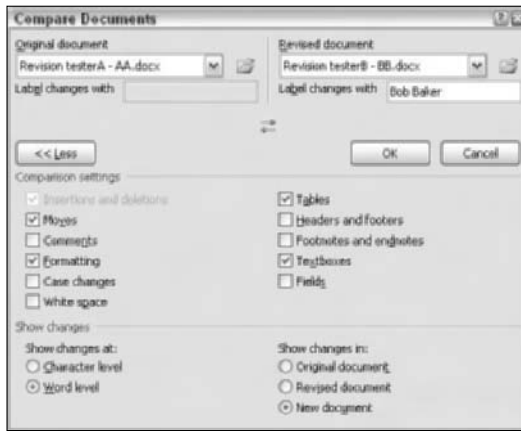 Compare Documents
Original document
Revised document
Revision testerA - AA.docx
Revision testerB - BB.docx
Label changes with
Label changes with Bob Baker
<< Less
OK
Cancel
Comparison settings
Insertions and deletions
Tables
Moves
Headers and footers
Comments
Footnotes and endnotes
Formatting
Textboxes
Case changes
Fields
White space
Show changes
Show changes at:
Show changes in:
Character level
Original document
Word level
Revised document
New document